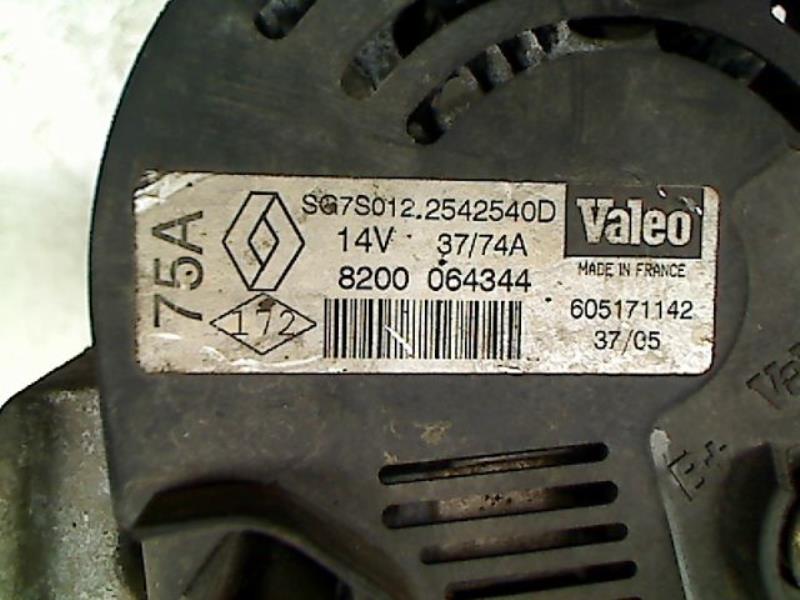 75A
SG7S012.2542540D
14V 37/74A
8200 064344
172
Valeo
MADE IN FRANCE
605171142
37/05
B+